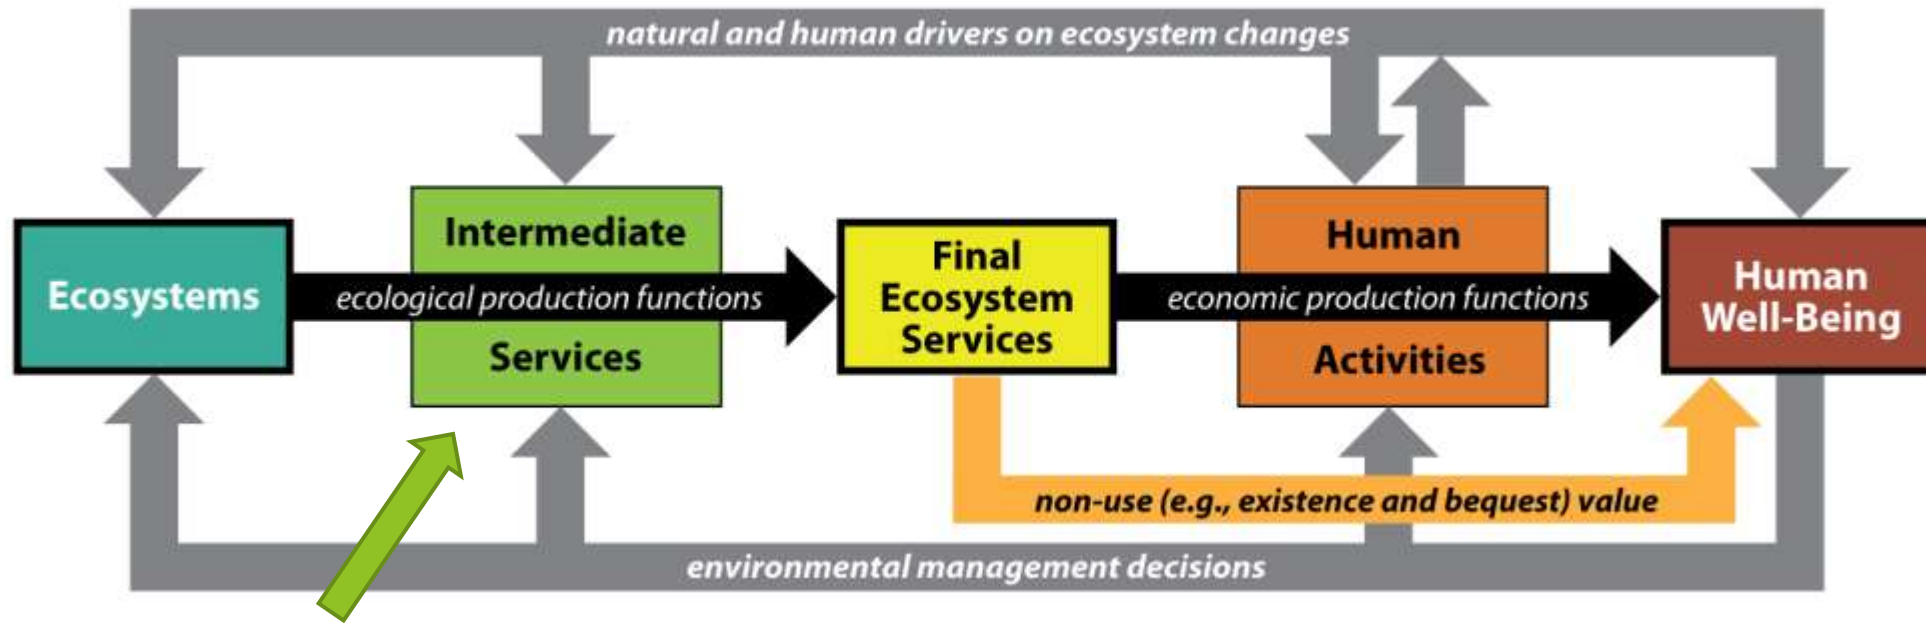 natural and human drivers on ecosystem changes
Ecosystems
Intermediate
ecological production functions
Services
Final
Ecosystem
Services
Human
economic production functions
Activities
Human
Well-Being
non-use (e.g., existence and bequest) value
environmental management decisions